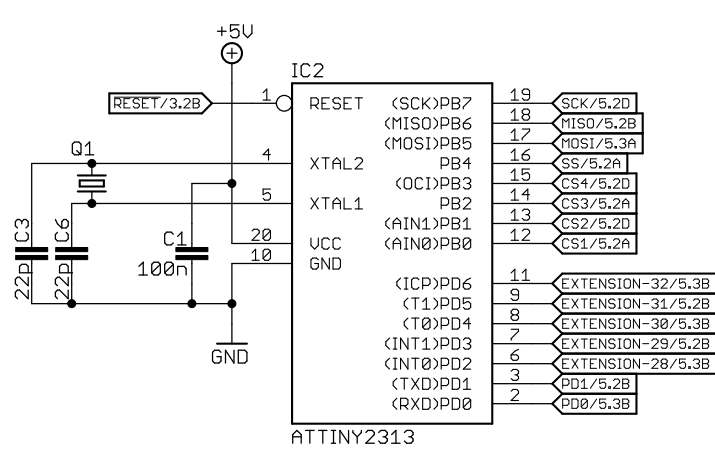 +5V
IC2
RESET/3.2B
1
RESET
(SCK)PB7
19
SCK/5.2D
(MISO)PB6
18
MISO/5.2B
(MOSI)PB5
17
MOSI/5.3A
Q1
4
XTAL2
PB4
16
SS/5.2A
(OCI)PB3
15
CS4/5.2D
5
XTAL1
PB2
14
CS3/5.2A
(AIN1)PB1
13
CS2/5.2D
C3
22p
C6
22p
C1
100n
20
VCC
(AIN0)PB0
12
CS1/5.2A
10
GND
(ICP)PD6
11
EXTENSION-32/5.3B
(T1)PD5
9
EXTENSION-31/5.2B
(T0)PD4
8
EXTENSION-30/5.3B
(INT1)PD3
7
EXTENSION-29/5.2B
GND
(INT0)PD2
6
EXTENSION-28/5.3B
(TXD)PD1
3
PD1/5.2B
(RXD)PD0
2
PD0/5.3B
ATTINY2313